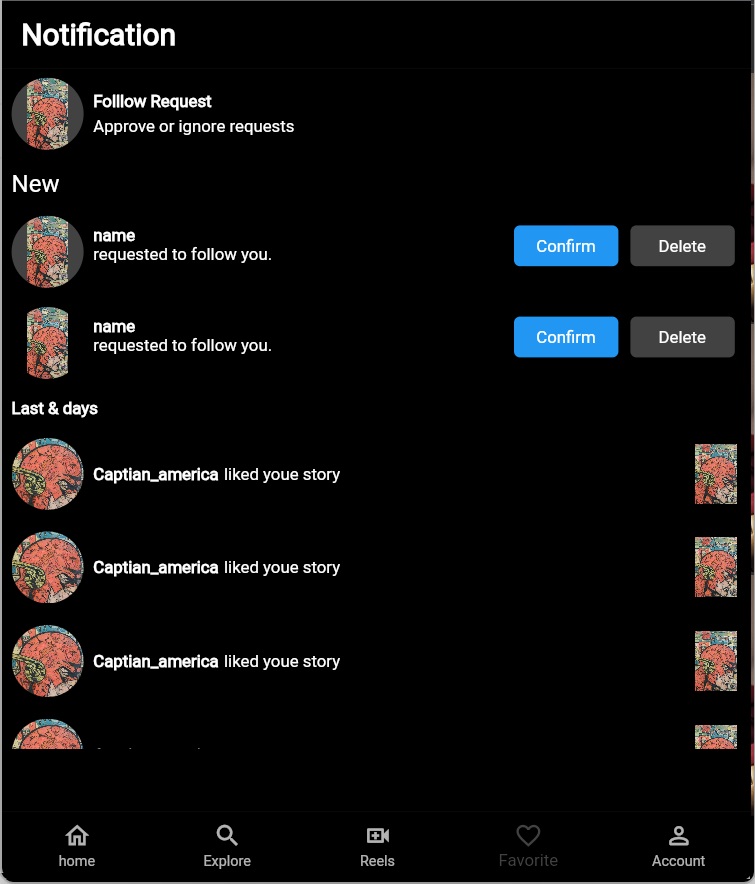 Notification
Folllow Request
Approve or ignore requests
New
name
requested to follow you.
Confirm
Delete
name
requested to follow you.
Confirm
Delete
Last & days
Captian_america liked youe story
Captian_america liked youe story
Captian_america liked youe story
home
Explore
Reels
Favorite
Account